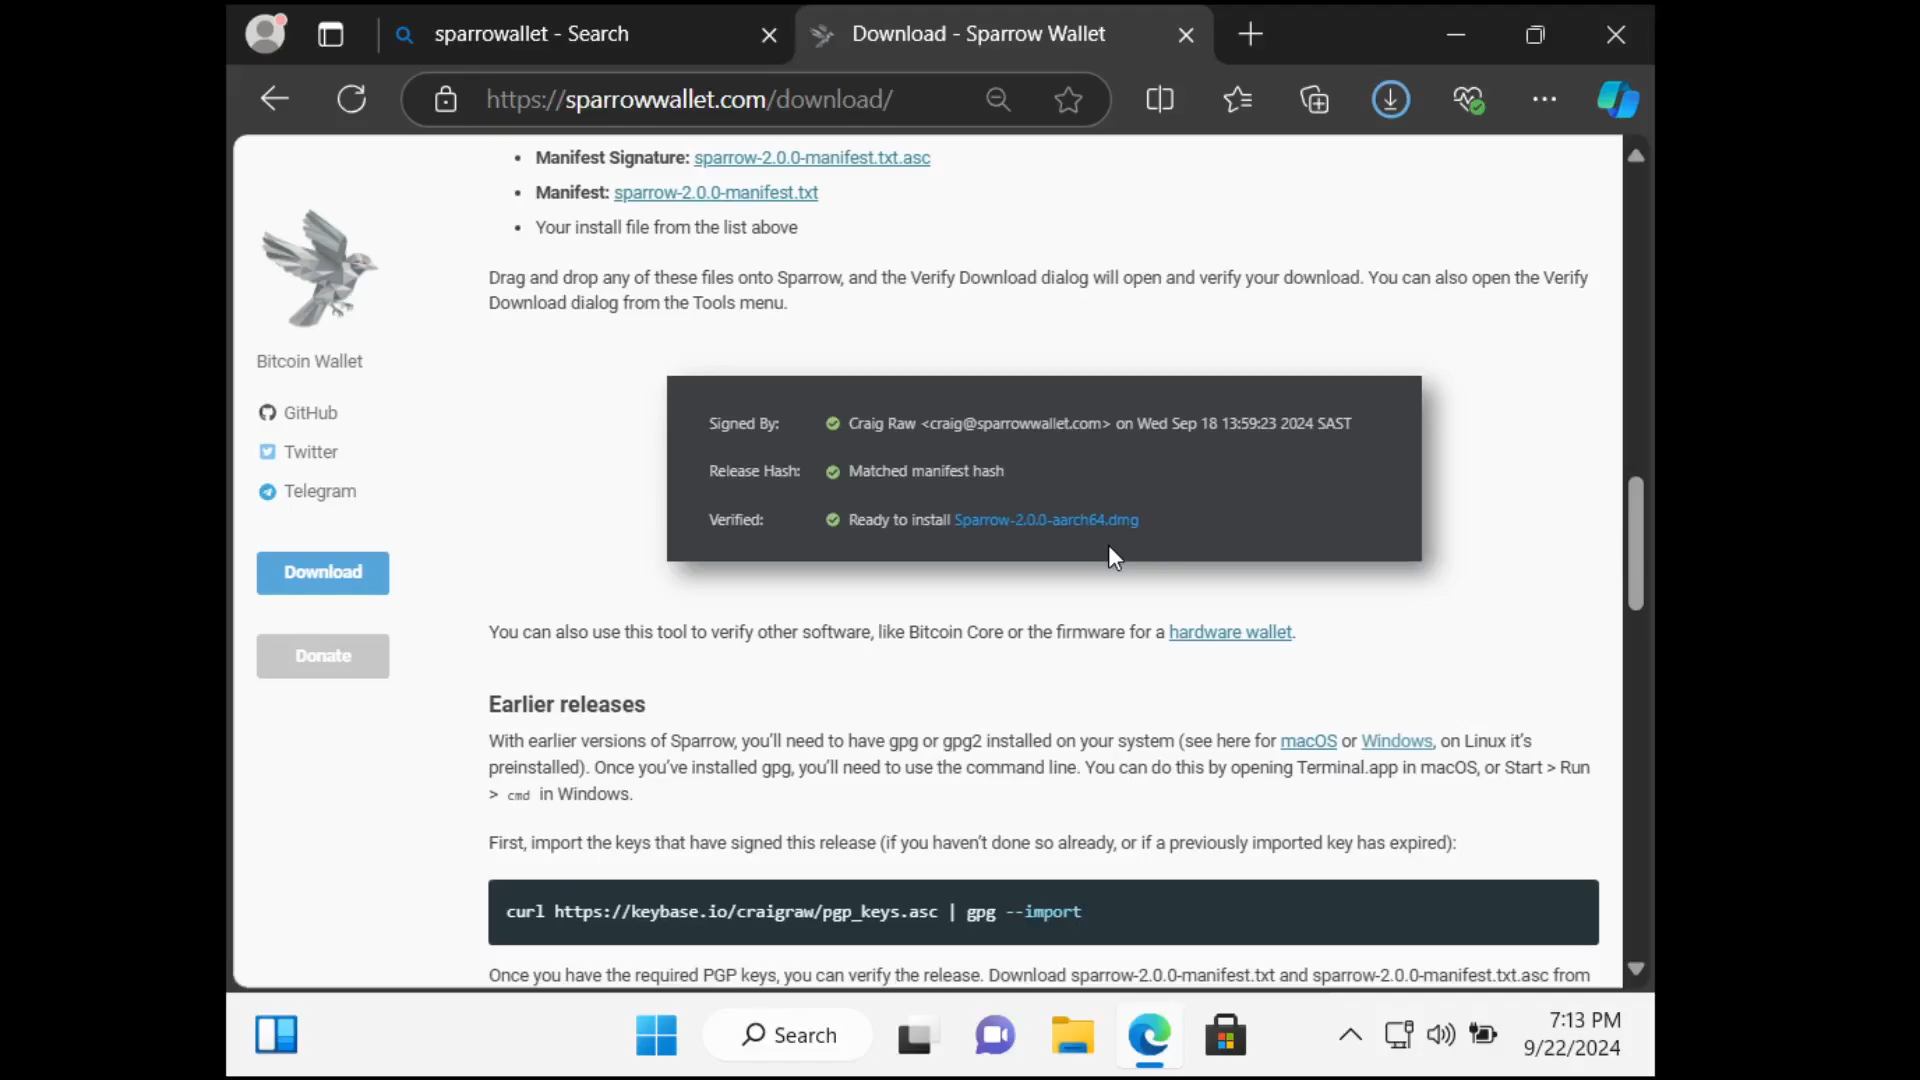 sparrowallet - Search
Download - Sparrow Wallet
https://sparrowwallet.com/download/
Manifest Signature: sparrow-2.0.0-manifest.txt.asc
Manifest: sparrow-2.0.0-manifest.txt
Your install file from the list above
Drag and drop any of these files onto Sparrow, and the Verify Download dialog will open and verify your download. You can also open the Verify
Download dialog from the Tools menu.
Bitcoin Wallet
GitHub
Twitter
Telegram
Download
Donate
Signed By: Craig Raw <craig@sparrowwallet.com> on Wed Sep 18 13:59:23 2024 SAST
Release Hash: Matched manifest hash
Verified: Ready to install Sparrow-2.0.0-aarch64.dmg
You can also use this tool to verify other software, like Bitcoin Core or the firmware for a hardware wallet.
Earlier releases
With earlier versions of Sparrow, you'll need to have gpg or gpg2 installed on your system (see here for macOS or Windows, on Linux it's
preinstalled). Once you've installed gpg, you'll need to use the command line. You can do this by opening Terminal.app in macOS, or Start > Run
> cmd in Windows.
First, import the keys that have signed this release (if you haven't done so already, or if a previously imported key has expired):
curl https://keybase.io/craigraw/pgp_keys.asc | gpg --import
Once you have the required PGP keys, you can verify the release. Download sparrow-2.0.0-manifest.txt and sparrow-2.0.0-manifest.txt.asc from
Search
7:13 PM
9/22/2024